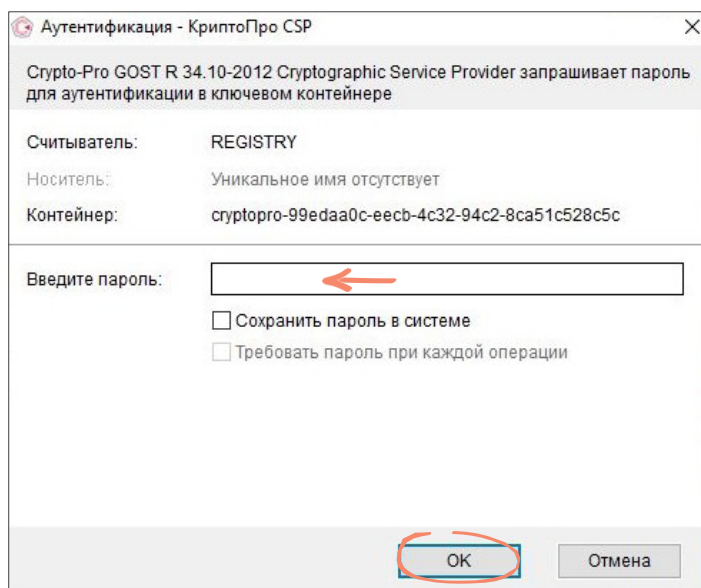 Аутентификация - КриптоПро CSP
Crypto-Pro GOST R 34.10-2012 Cryptographic Service Provider запрашивает пароль
для аутентификации в ключевом контейнере
Считыватель: REGISTRY
Носитель: Уникальное имя отсутствует
Контейнер: cryptopro-99edaa0c-eecb-4c32-94c2-8ca51c528c5c
Введите пароль:
Сохранить пароль в системе
Требовать пароль при каждой операции
OK Отмена